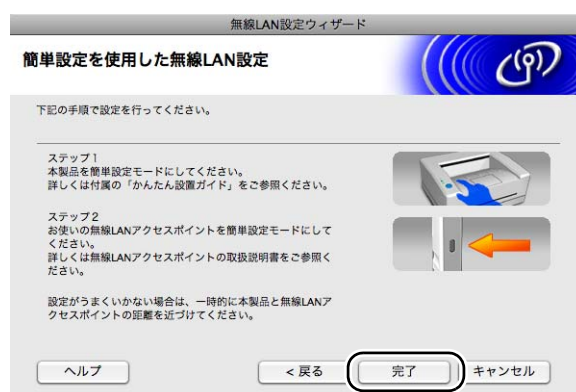 無線LAN設定ウィザード
簡単設定を使用した無線LAN設定
下記の手順で設定を行ってください。
ステップ1
本製品を簡単設定モードにしてください。
詳しくは付属の「かんたん設置ガイド」をご参照ください。
ステップ2
お使いの無線LANアクセスポイントを簡単設定モードにして
ください。
詳しくは無線LANアクセスポイントの取扱説明書をご参照く
ださい。
設定がうまくいかない場合は、一時的に本製品と無線LANア
クセスポイントの距離を近づけてください。
ヘルプ
< 戻る
完了
キャンセル